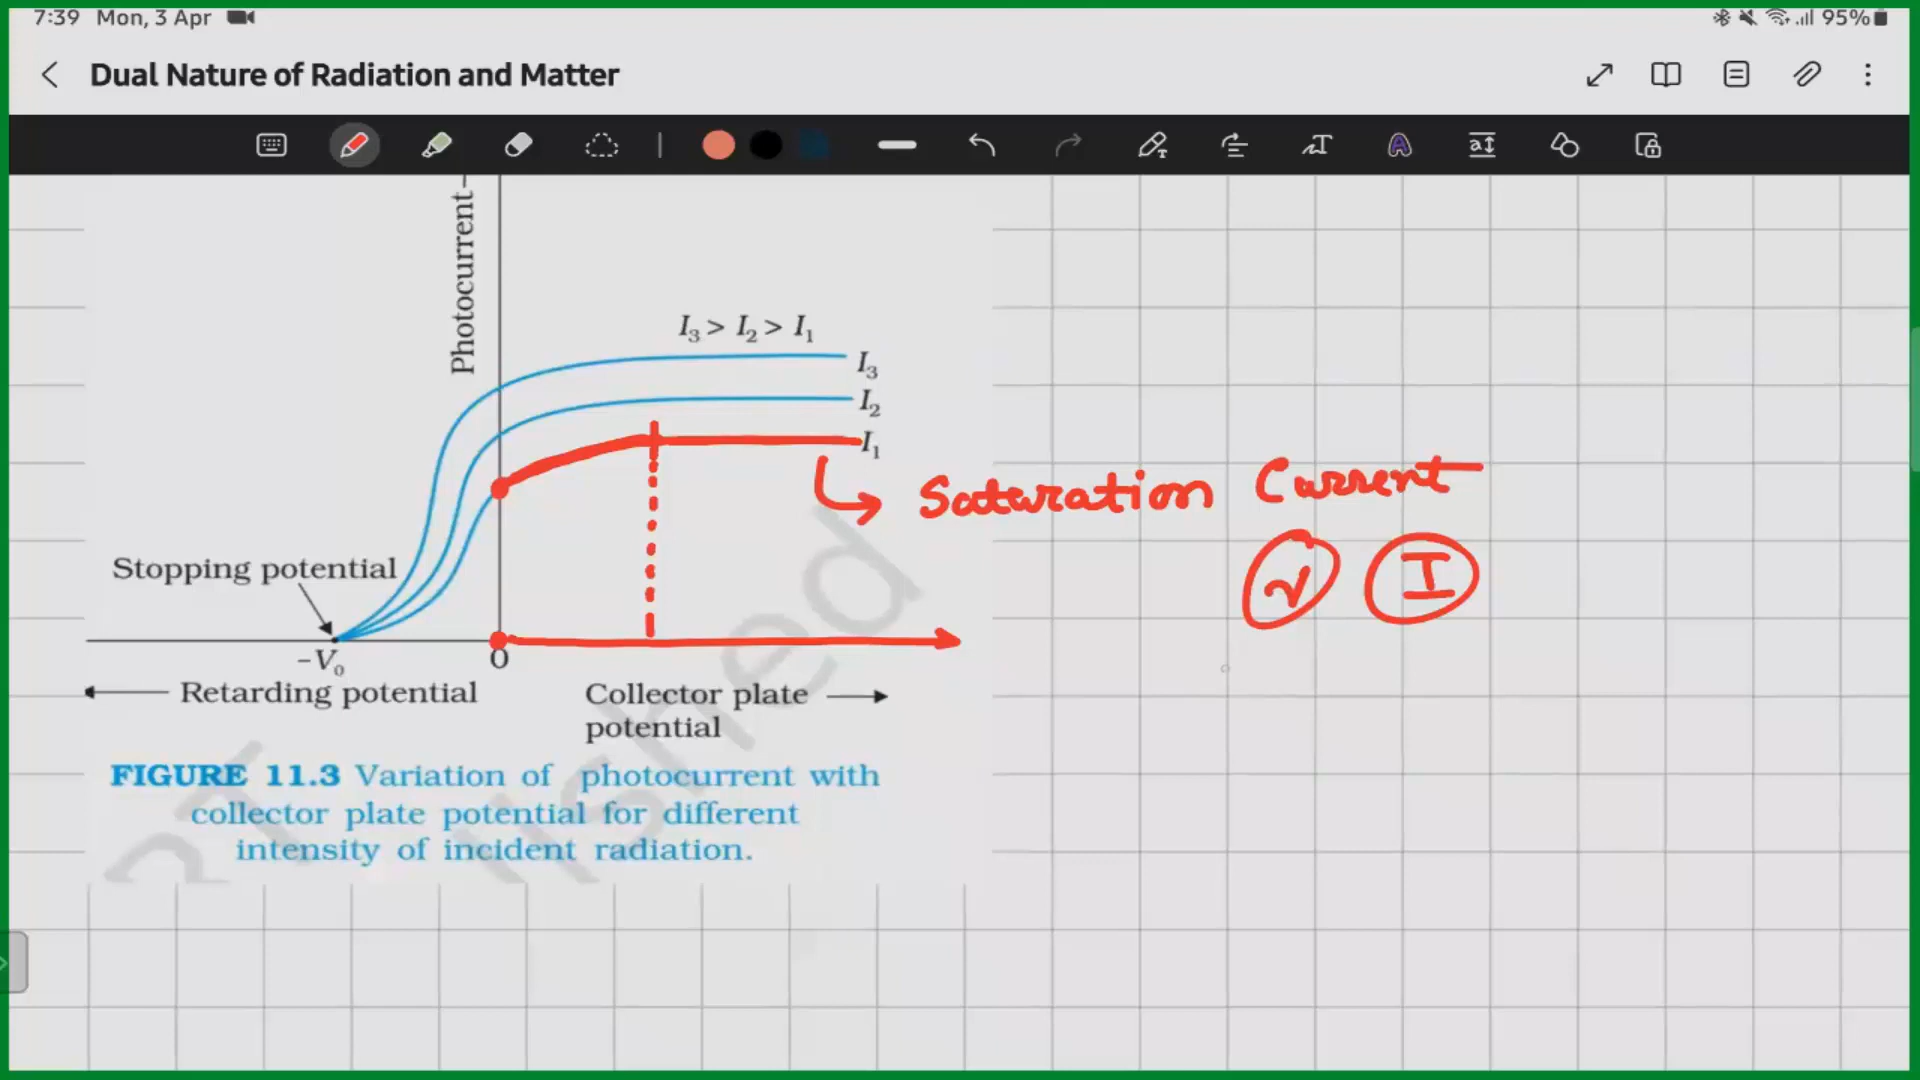 7:39 Mon, 3 Apr
95%
Dual Nature of Radiation and Matter
Photocurrent
I₃ > I₂ > I₁
I₃
I₂
I₁
Saturation Current
ν I
Stopping potential
−V₀
0
Retarding potential
Collector plate
potential
FIGURE 11.3 Variation of photocurrent with
collector plate potential for different
intensity of incident radiation.